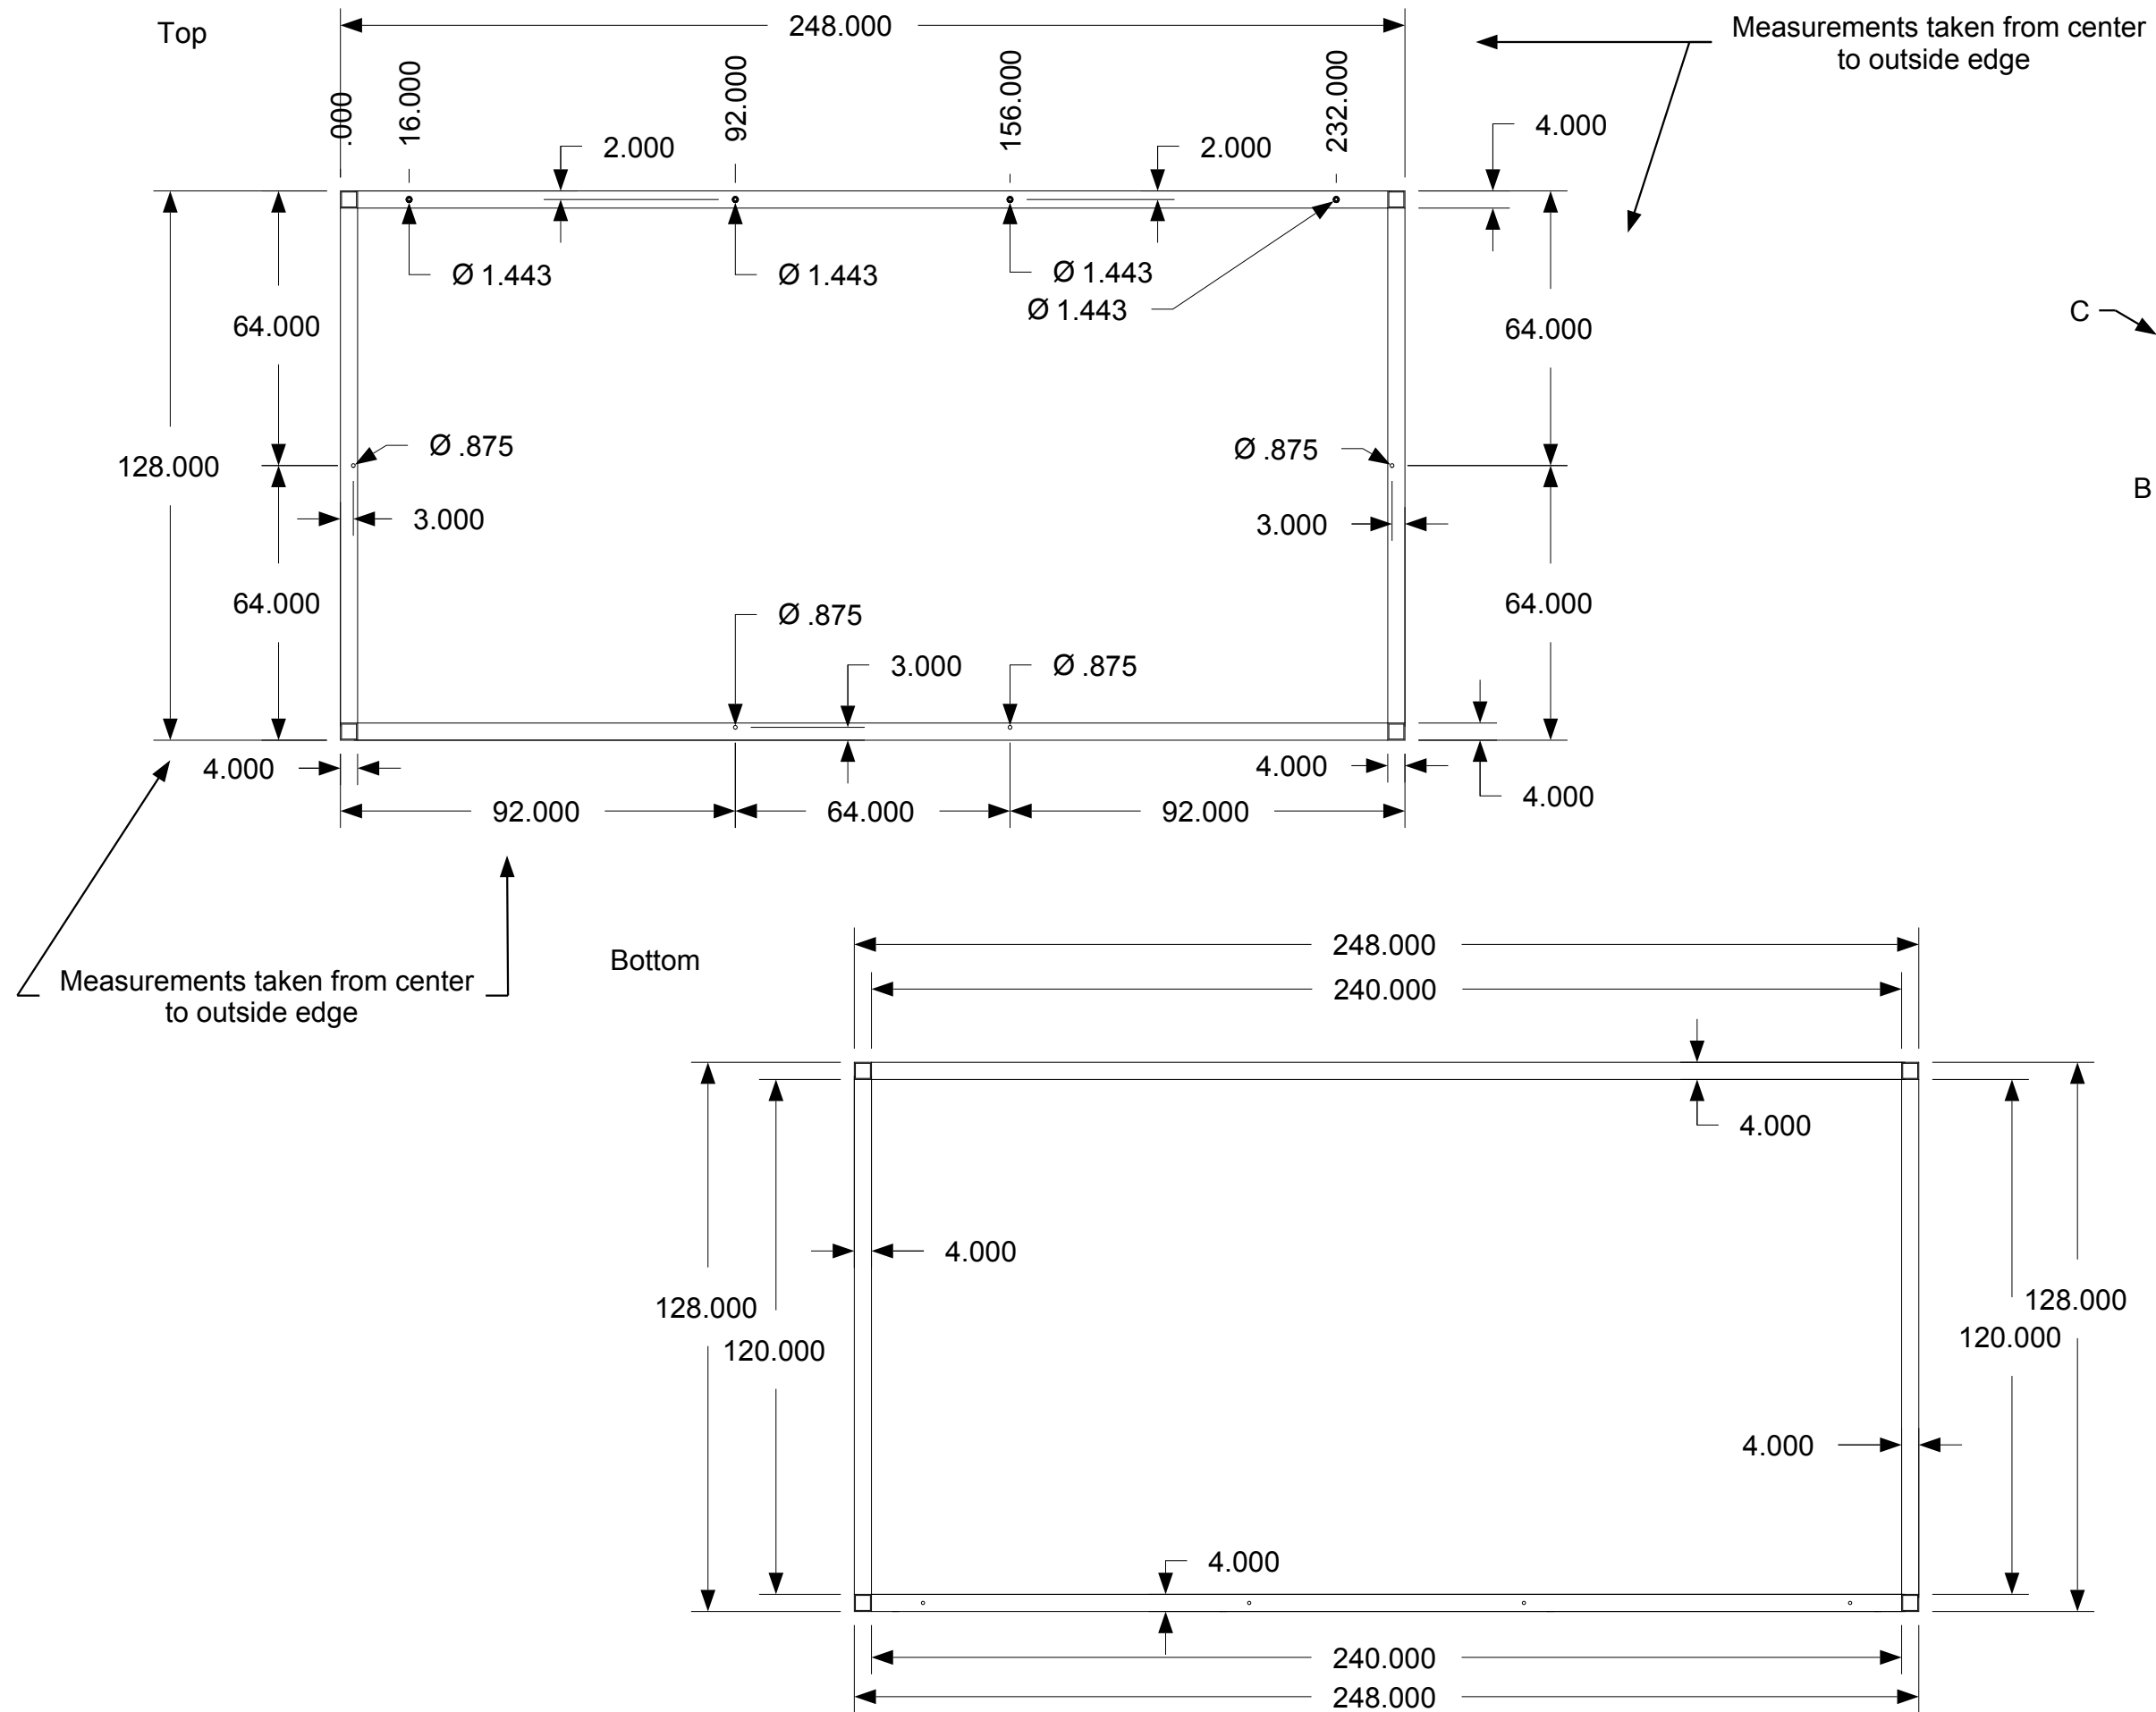 Top
248.000
Measurements taken from center
to outside edge
.000
16.000
92.000
156.000
232.000
2.000
2.000
4.000
Ø 1.443
Ø 1.443
Ø 1.443
Ø 1.443
64.000
64.000
C
128.000
Ø .875
Ø .875
B
3.000
3.000
64.000
64.000
Ø .875
3.000
Ø .875
4.000
4.000
4.000
92.000
64.000
92.000
Measurements taken from center
to outside edge
Bottom
248.000
240.000
4.000
4.000
128.000
120.000
128.000
120.000
4.000
4.000
240.000
248.000